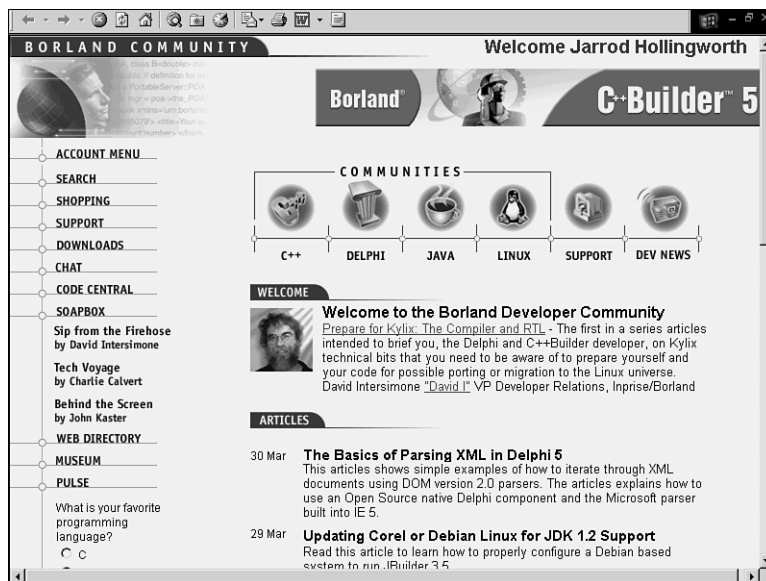 BORLAND COMMUNITY
Welcome Jarrod Hollingworth
Borland®
C++Builder™ 5
ACCOUNT MENU
SEARCH
SHOPPING
SUPPORT
DOWNLOADS
CHAT
CODE CENTRAL
SOAPBOX
Sip from the Firehose
by David Intersimone
Tech Voyage
by Charlie Calvert
Behind the Screen
by John Kaster
WEB DIRECTORY
MUSEUM
PULSE
What is your favorite
programming
language?
C
COMMUNITIES
C++ DELPHI JAVA LINUX SUPPORT DEV NEWS
WELCOME
Welcome to the Borland Developer Community
Prepare for Kylix: The Compiler and RTL - The first in a series articles
intended to brief you, the Delphi and C++Builder developer, on Kylix
technical bits that you need to be aware of to prepare yourself and
your code for possible porting or migration to the Linux universe.
David Intersimone "David I" VP Developer Relations, Inprise/Borland
ARTICLES
30 Mar The Basics of Parsing XML in Delphi 5
This articles shows simple examples of how to iterate through XML
documents using DOM version 2.0 parsers. The articles explains how to
use an Open Source native Delphi component and the Microsoft parser
built into IE 5.
29 Mar Updating Corel or Debian Linux for JDK 1.2 Support
Read this article to learn how to properly configure a Debian based
system to run JBuilder 3.5